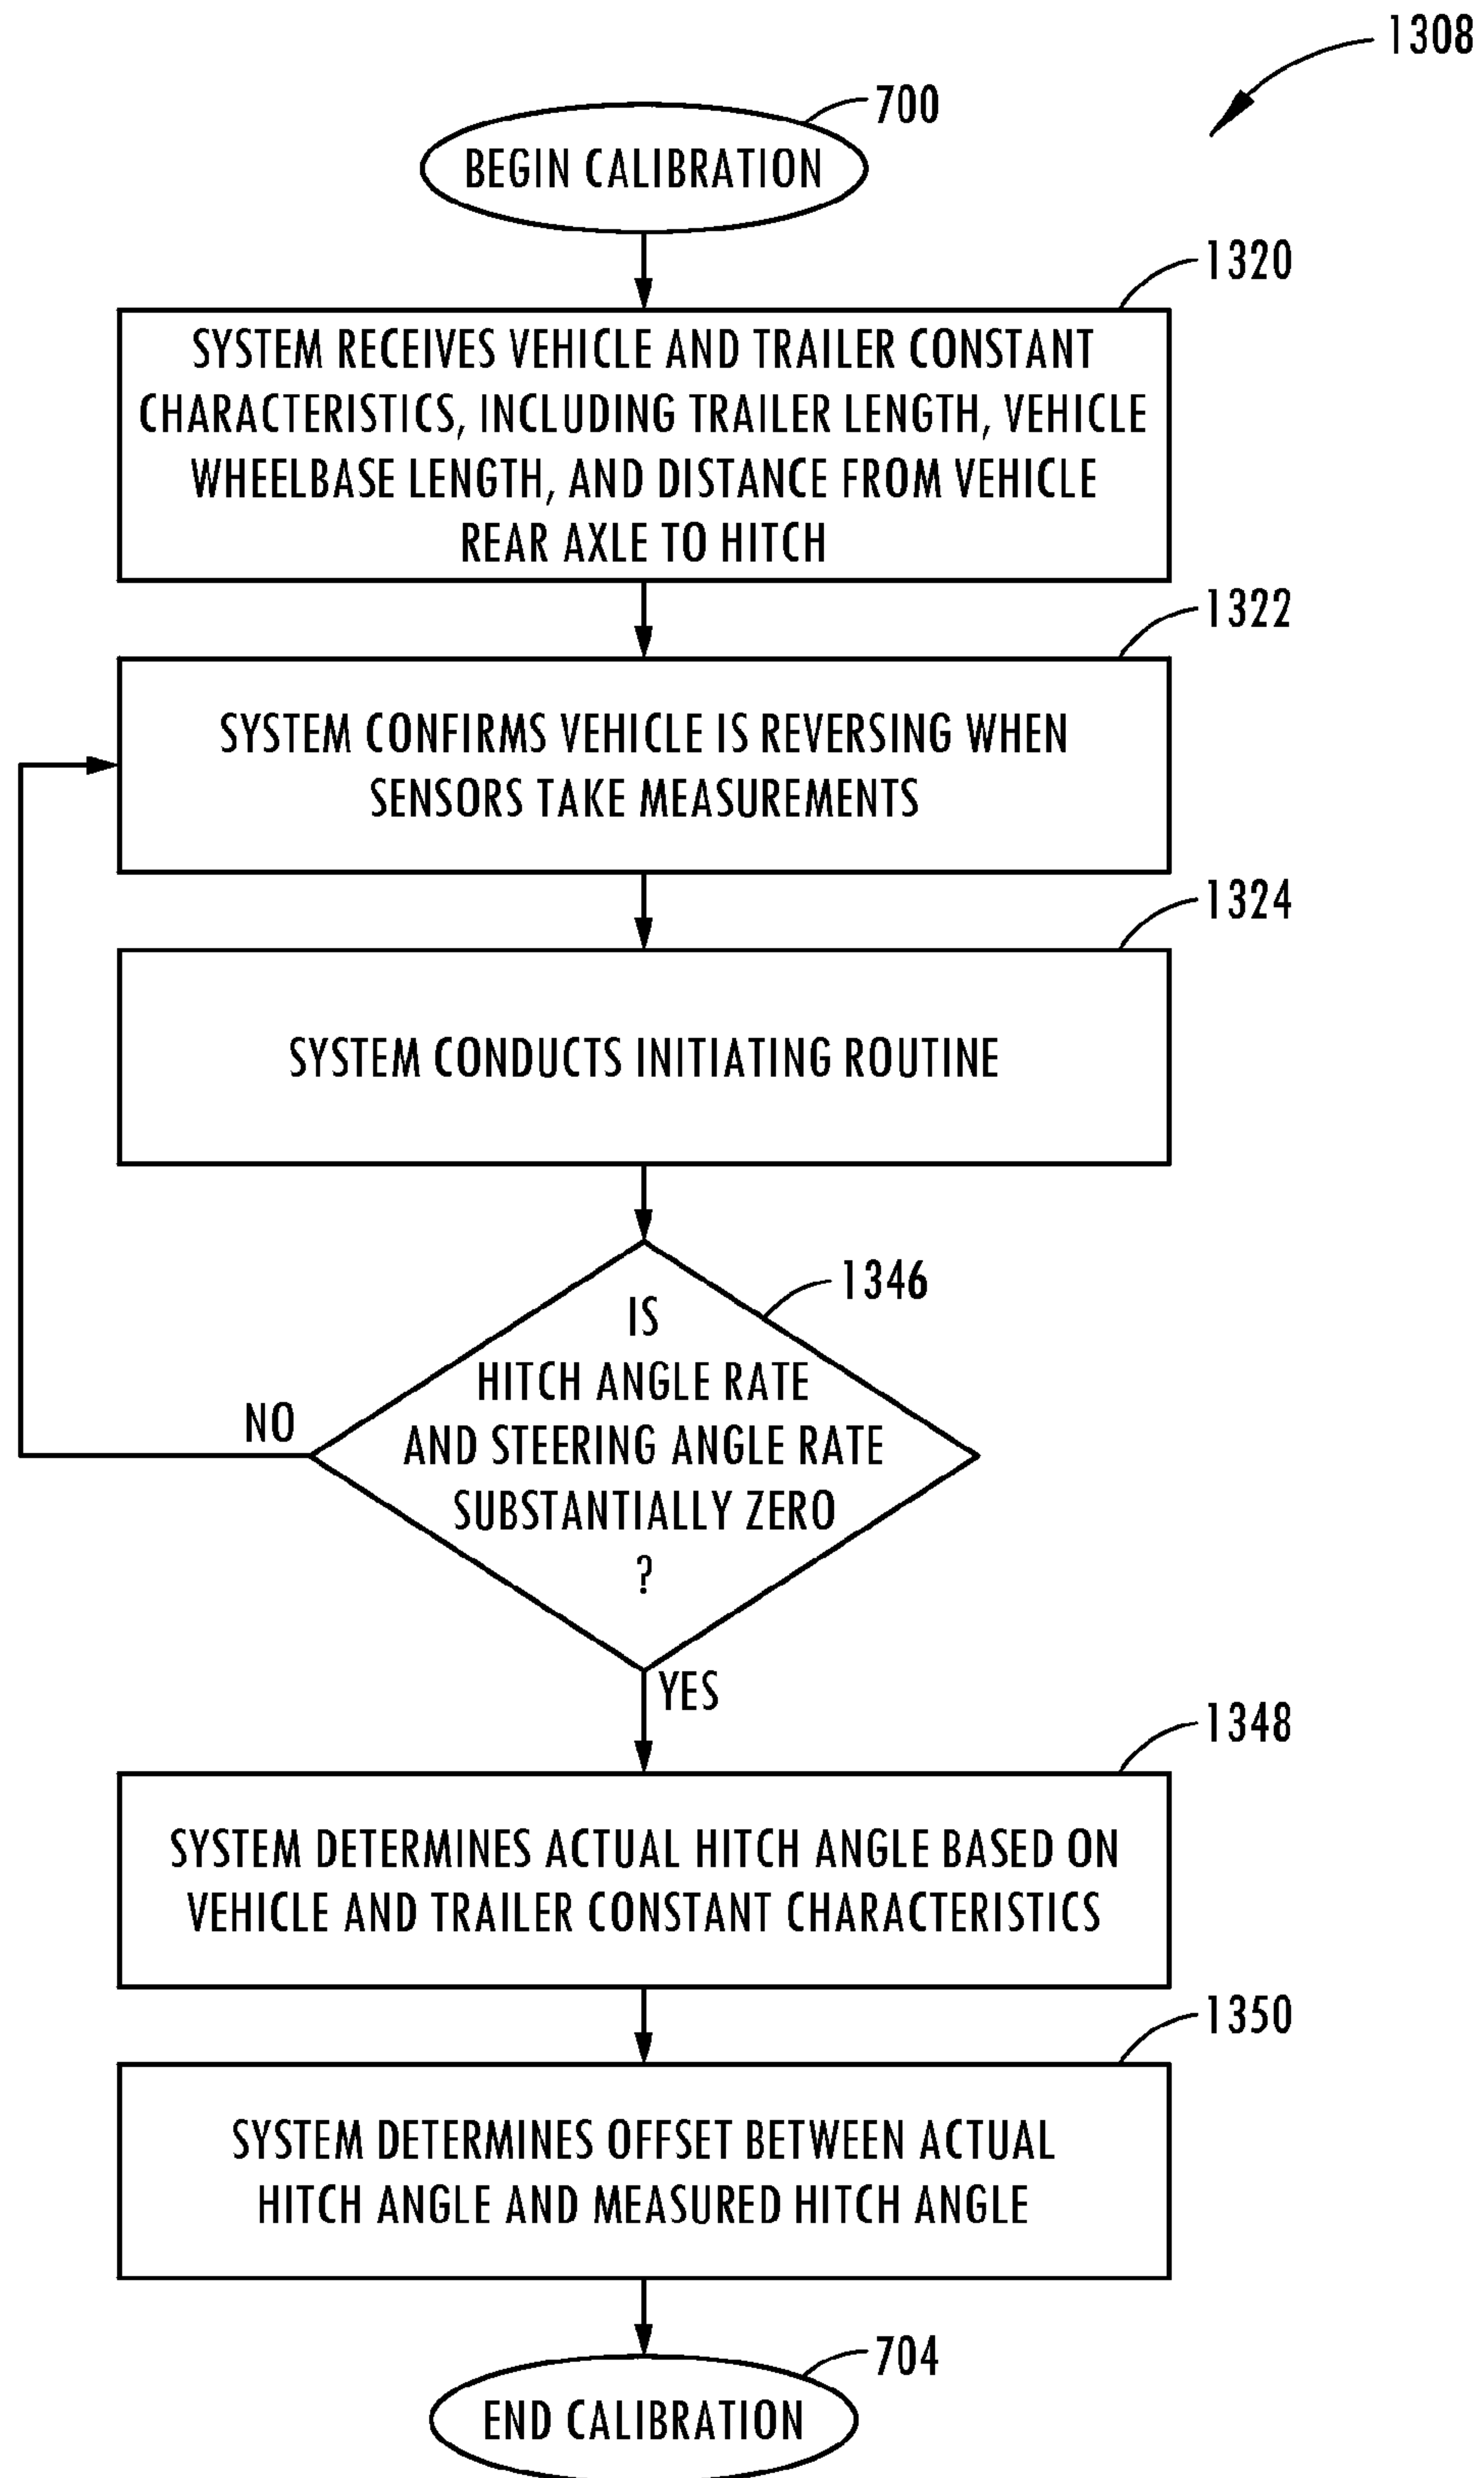 1308
700
BEGIN CALIBRATION
1320
SYSTEM RECEIVES VEHICLE AND TRAILER CONSTANT
CHARACTERISTICS, INCLUDING TRAILER LENGTH, VEHICLE
WHEELBASE LENGTH, AND DISTANCE FROM VEHICLE
REAR AXLE TO HITCH
1322
SYSTEM CONFIRMS VEHICLE IS REVERSING WHEN
SENSORS TAKE MEASUREMENTS
1324
SYSTEM CONDUCTS INITIATING ROUTINE
1346
IS
HITCH ANGLE RATE
AND STEERING ANGLE RATE
SUBSTANTIALLY ZERO
?
NO
YES
1348
SYSTEM DETERMINES ACTUAL HITCH ANGLE BASED ON
VEHICLE AND TRAILER CONSTANT CHARACTERISTICS
1350
SYSTEM DETERMINES OFFSET BETWEEN ACTUAL
HITCH ANGLE AND MEASURED HITCH ANGLE
704
END CALIBRATION